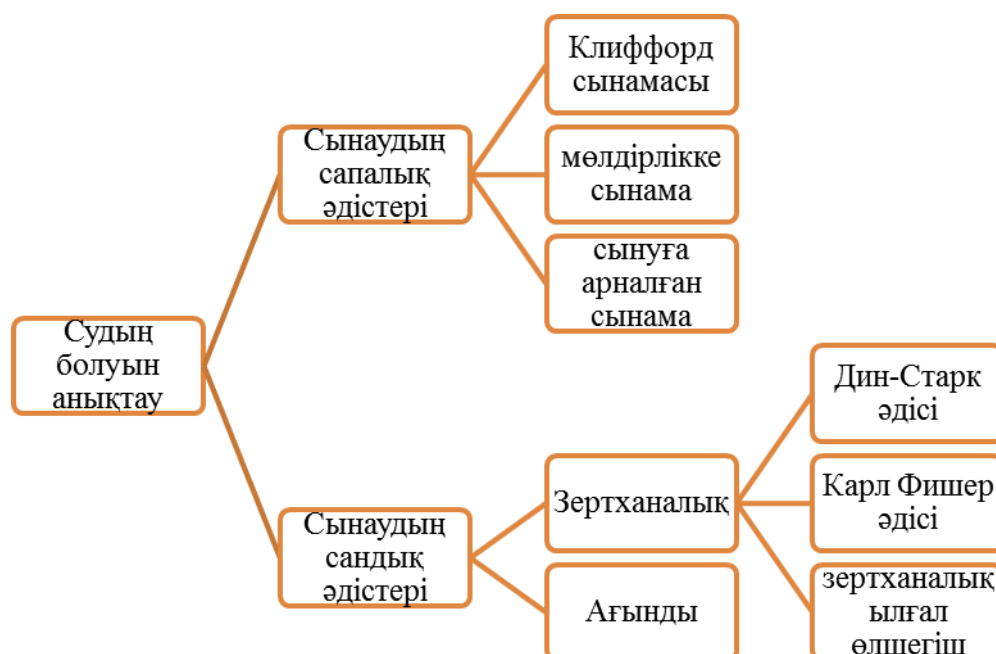 Клиффорд
сынамасы
Сынаудың
сапалық
әдістері
мөлдірлікке
сынама
сынуға
арналған
сынама
Судың
болуын
анықтау
Дин-Старк
әдісі
Зертханалық
Карл Фишер
әдісі
Сынаудың
сандық
әдістері
Ағынды
зертханалық
ылғал
өлшегіш